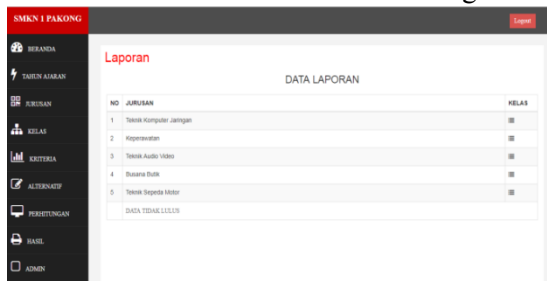 SMKN 1 PAKONG
Logout
BERANDA
TAHUN AJARAN
JURUSAN
KELAS
KRITERIA
ALTERNATIF
PERHITUNGAN
HASIL
ADMIN
Laporan
DATA LAPORAN
NO JURUSAN KELAS
1 Teknik Komputer Jaringan
2 Keperawatan
3 Teknik Audio Video
4 Busana Butik
5 Teknik Sepeda Motor
DATA TIDAK LULUS